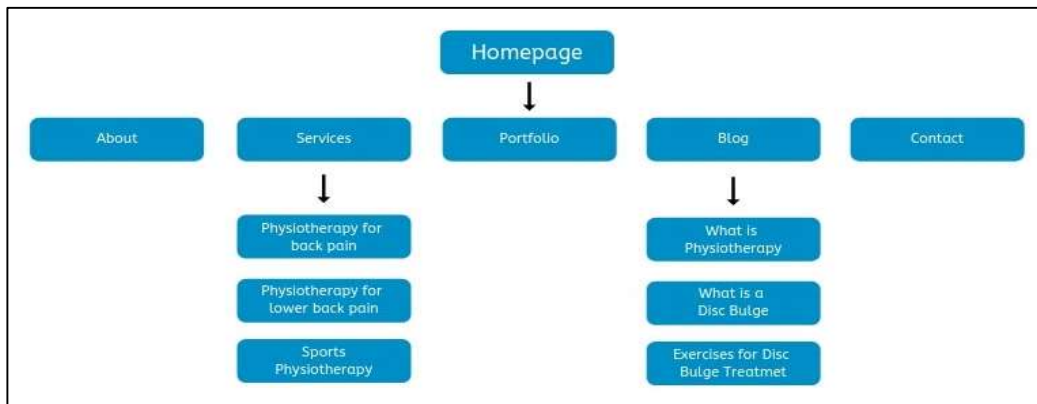 Homepage
About
Services
Portfolio
Blog
Contact
Physiotherapy for
back pain
What is
Physiotherapy
Physiotherapy for
lower back pain
What is a
Disc Bulge
Sports
Physiotherapy
Exercises for Disc
Bulge Treatmet